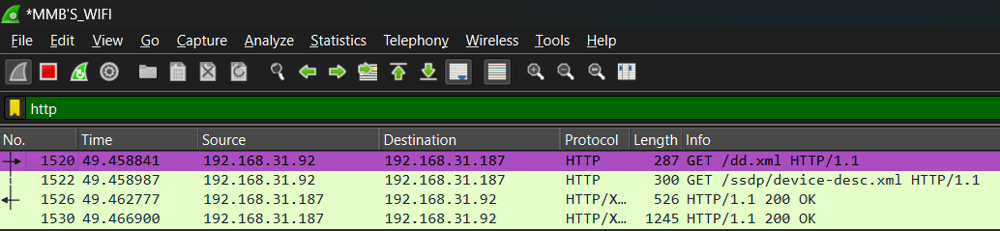 *MMB'S_WIFI
File Edit View Go Capture Analyze Statistics Telephony Wireless Tools Help
http
No. Time Source Destination Protocol Length Info
1520 49.458841 192.168.31.92 192.168.31.187 HTTP 287 GET /dd.xml HTTP/1.1
1522 49.458987 192.168.31.92 192.168.31.187 HTTP 300 GET /ssdp/device-desc.xml HTTP/1.1
1526 49.462777 192.168.31.187 192.168.31.92 HTTP/X… 526 HTTP/1.1 200 OK
1530 49.466900 192.168.31.187 192.168.31.92 HTTP/X… 1245 HTTP/1.1 200 OK